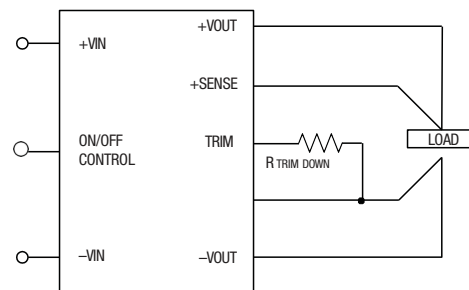 +VOUT
+VIN
+SENSE
ON/OFF
CONTROL
TRIM
LOAD
R TRIM DOWN
–VIN
–VOUT